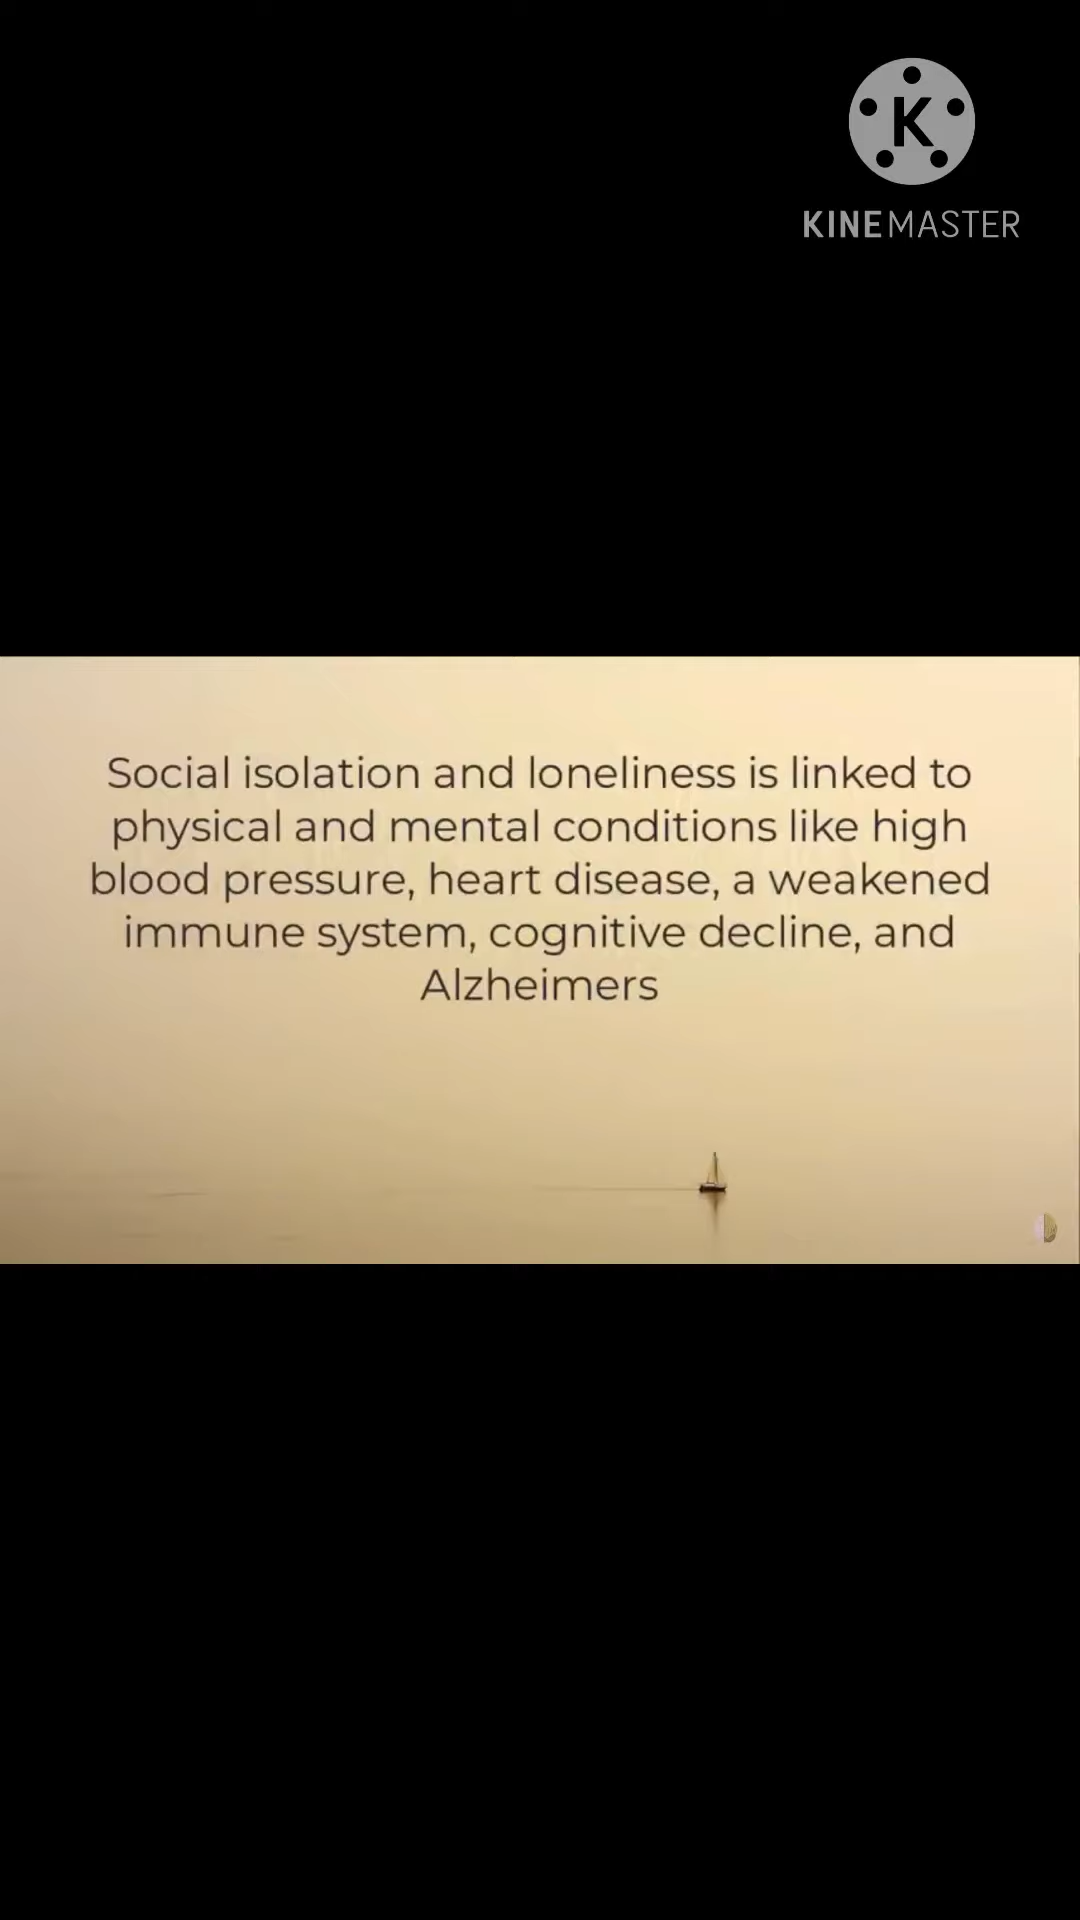 K
KINEMASTER
Social isolation and loneliness is linked to
physical and mental conditions like high
blood pressure, heart disease, a weakened
immune system, cognitive decline, and
Alzheimers